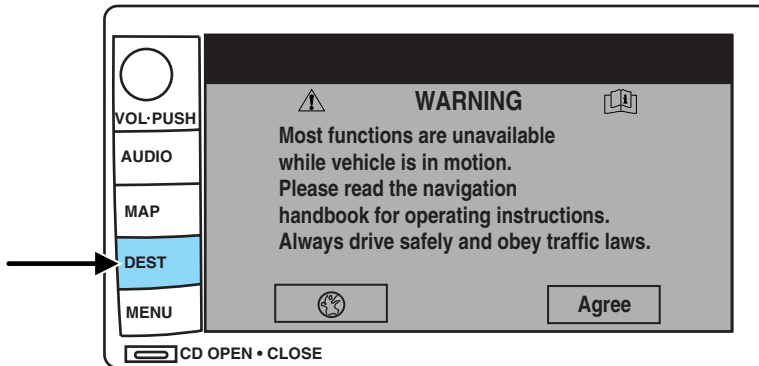 VOL·PUSH
AUDIO
MAP
DEST
MENU
WARNING
Most functions are unavailable
while vehicle is in motion.
Please read the navigation
handbook for operating instructions.
Always drive safely and obey traffic laws.
Agree
CD OPEN • CLOSE